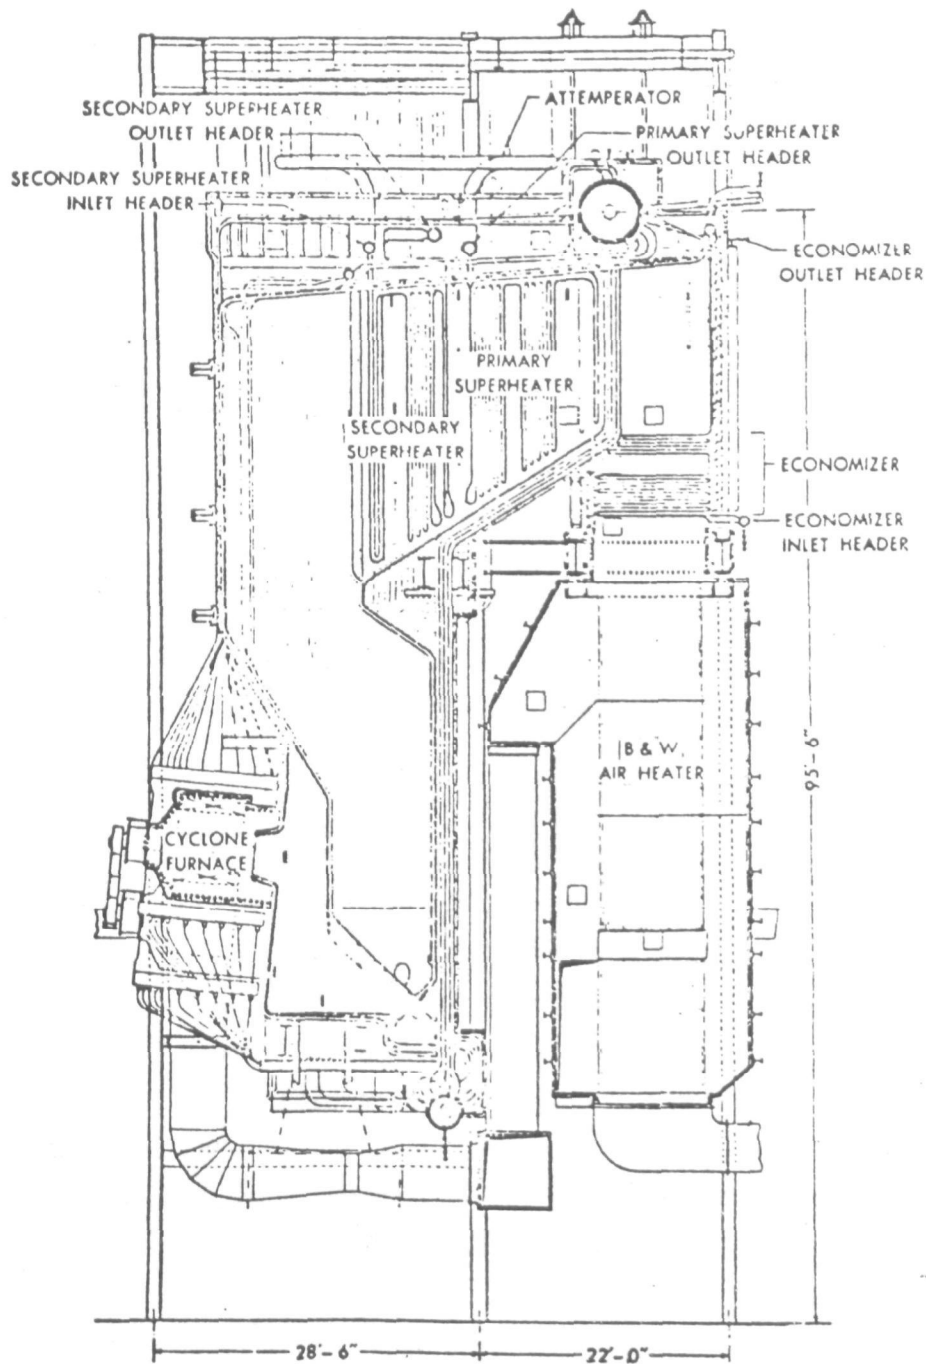 SECONDARY SUPERHEATER
OUTLET HEADER
ATTEMPERATOR
PRIMARY SUPERHEATER
OUTLET HEADER
SECONDARY SUPERHEATER
INLET HEADER
ECONOMIZER
OUTLET HEADER
PRIMARY
SUPERHEATER
SECONDARY
SUPERHEATER
ECONOMIZER
ECONOMIZER
INLET HEADER
B & W
AIR HEATER
95'-6"
CYCLONE
FURNACE
28'-6"
22'-0"